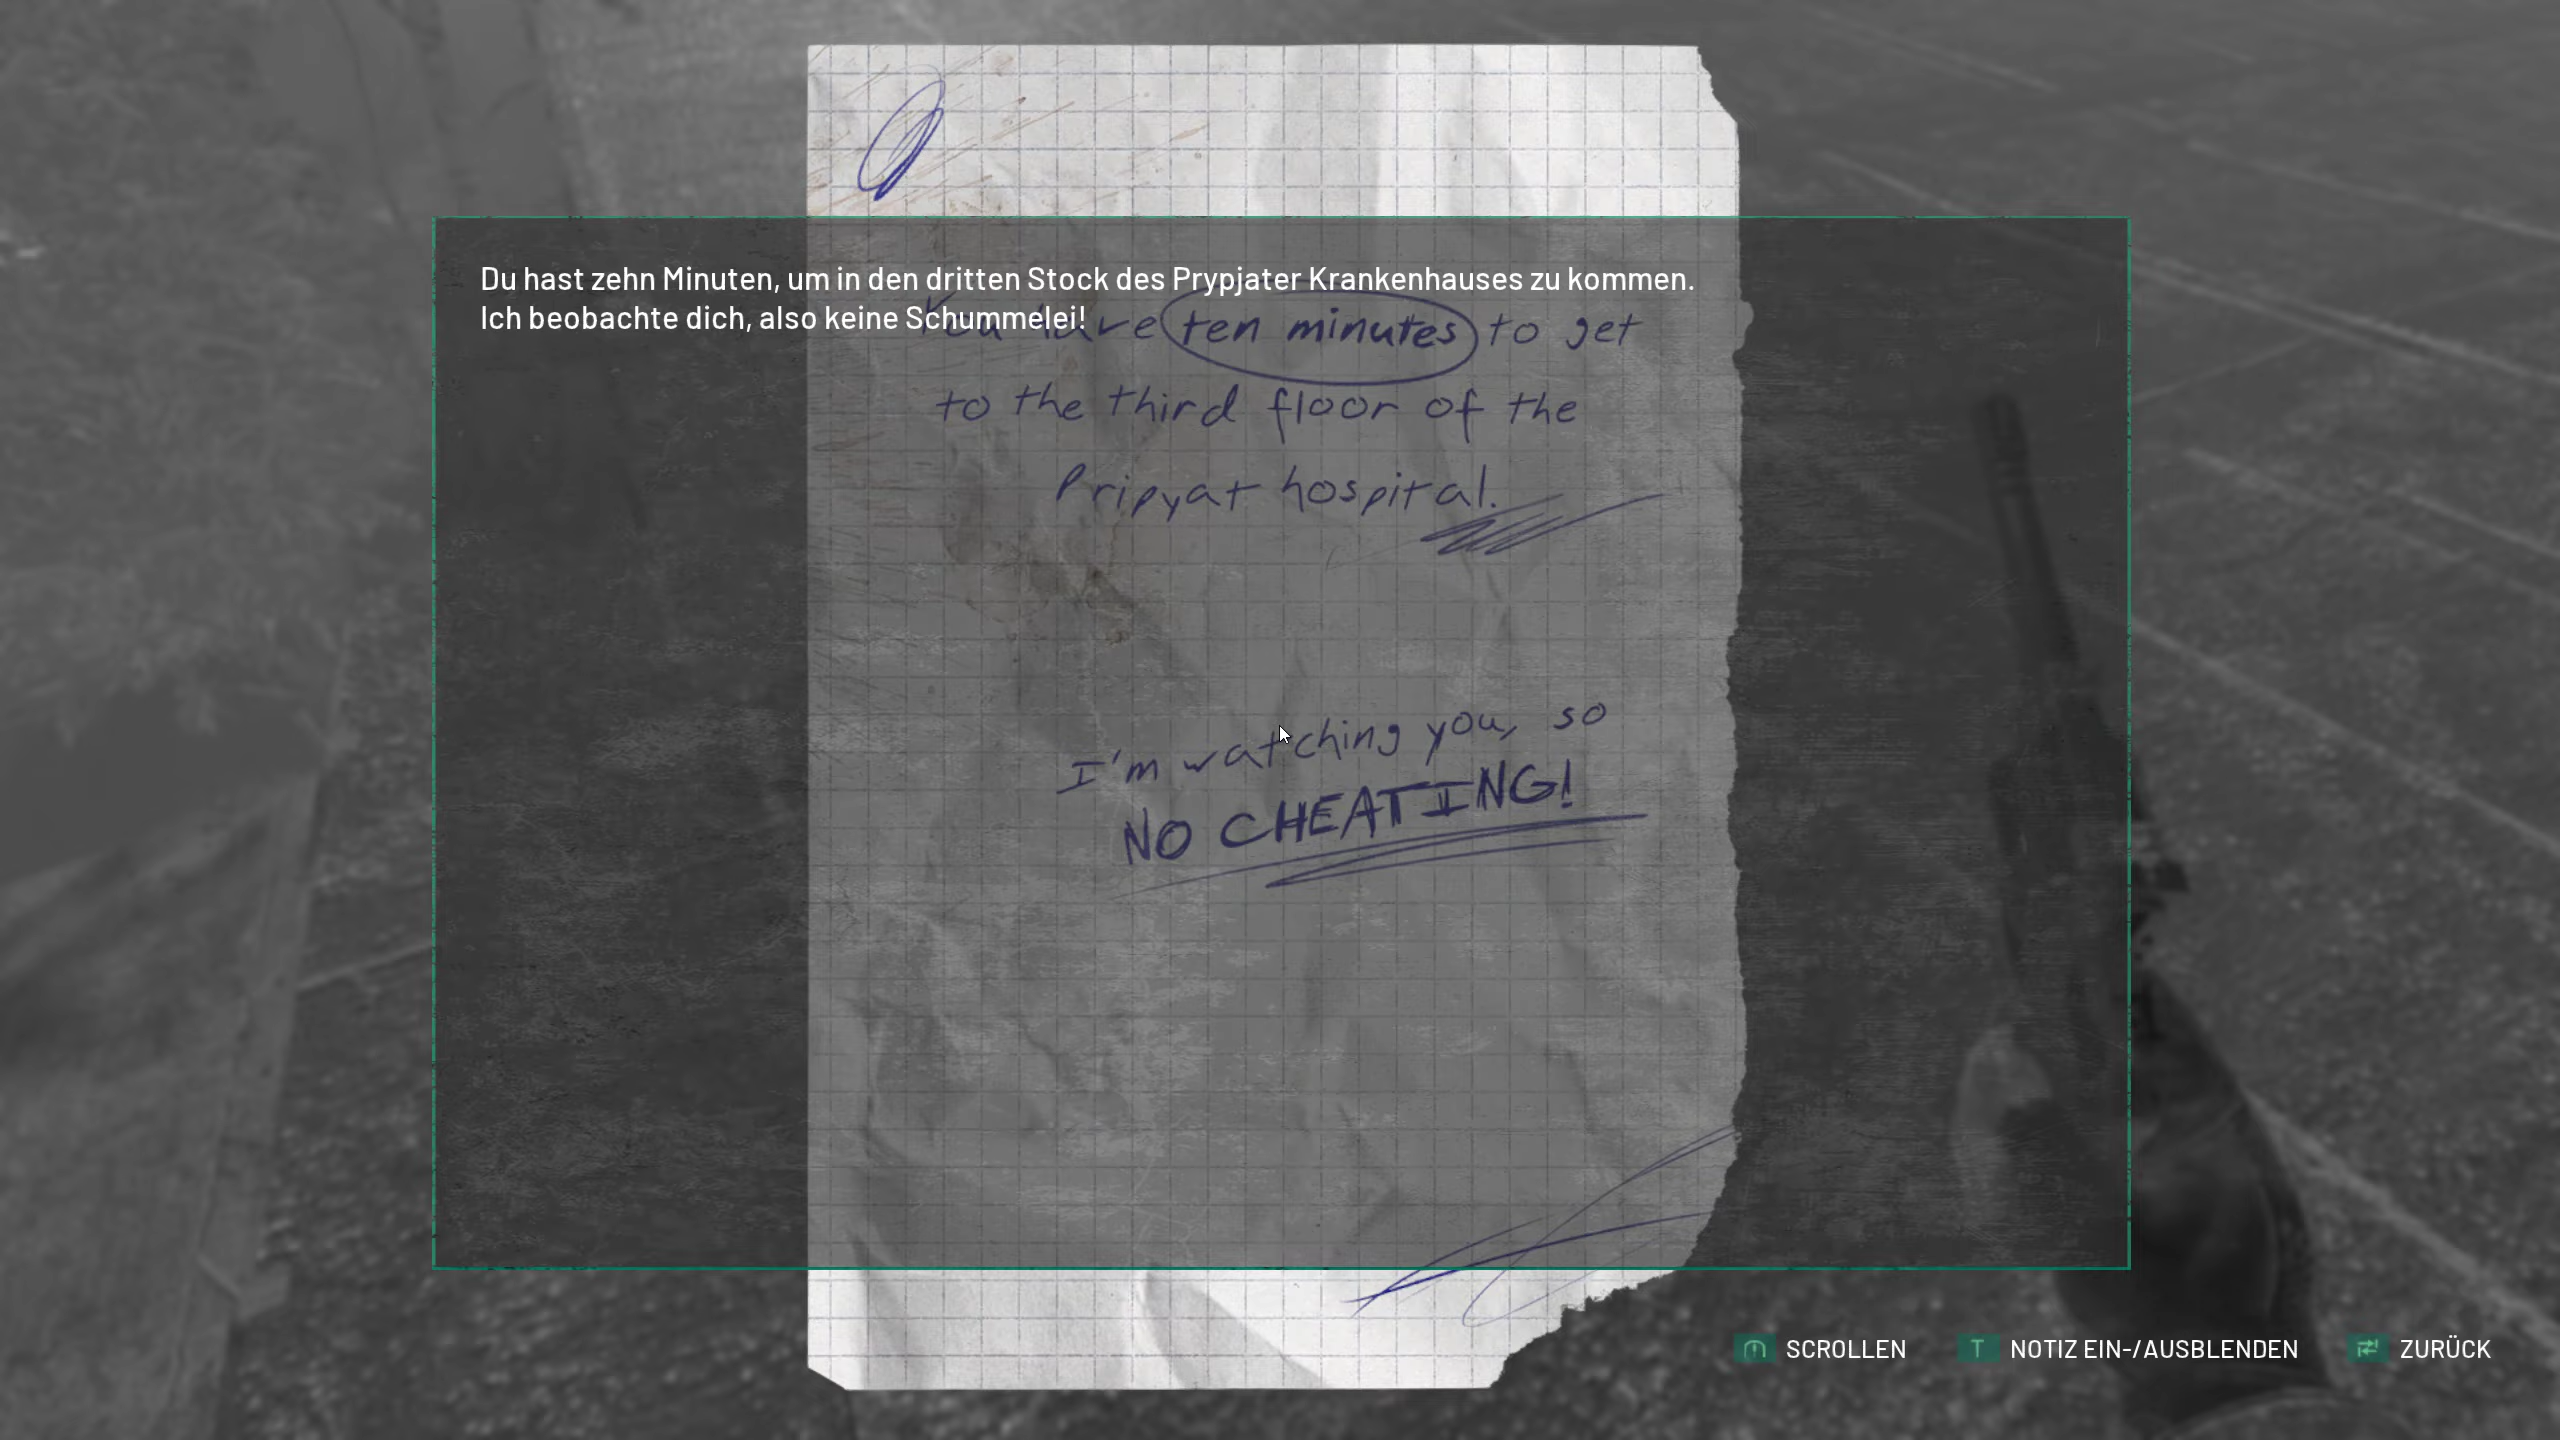 Du hast zehn Minuten, um in den dritten Stock des Prypjater Krankenhauses zu kommen.
Ich beobachte dich, also keine Schummelei!
You have ten minutes to get
to the third floor of the
Pripyat hospital.
I'm watching you, so
NO CHEATING!
SCROLLEN
T NOTIZ EIN-/AUSBLENDEN
ZURÜCK